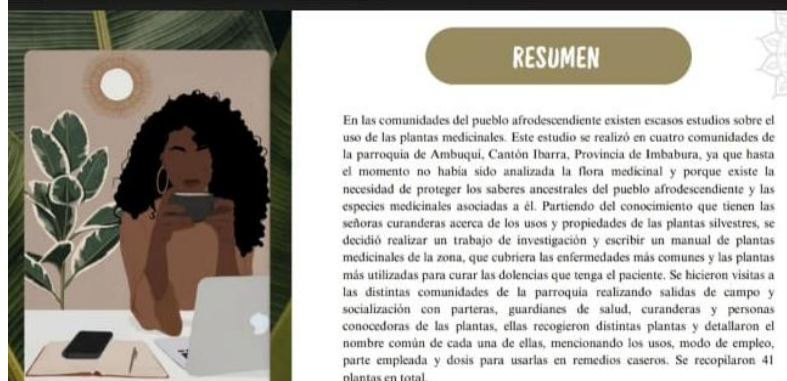 RESUMEN
En las comunidades del pueblo afrodescendiente existen escasos estudios sobre el
uso de las plantas medicinales. Este estudio se realizó en cuatro comunidades de
la parroquia de Ambuquí, Cantón Ibarra, Provincia de Imbabura, ya que hasta
el momento no había sido analizada la flora medicinal y porque existe la
necesidad de proteger los saberes ancestrales del pueblo afrodescendiente y las
especies medicinales asociadas a él. Partiendo del conocimiento que tienen las
señoras curanderas acerca de los usos y propiedades de las plantas silvestres, se
decidió realizar un trabajo de investigación y escribir un manual de plantas
medicinales de la zona, que cubriera las enfermedades más comunes y las plantas
más utilizadas para curar las dolencias que tenga el paciente. Se hicieron visitas a
las distintas comunidades de la parroquia realizando salidas de campo y
socialización con parteras, guardianes de salud, curanderas y personas
conocedoras de las plantas, ellas recogieron distintas plantas y detallaron el
nombre común de cada una de ellas, mencionando los usos, modo de empleo,
parte empleada y dosis para usarlas en remedios caseros. Se recopilaron 41
plantas en total.